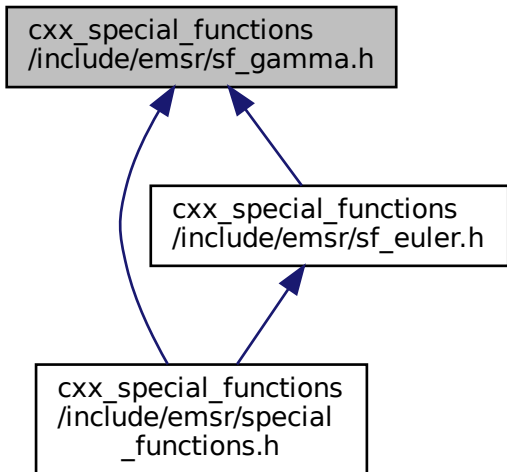 cxx_special_functions
/include/emsr/sf_gamma.h
cxx_special_functions
/include/emsr/sf_euler.h
cxx_special_functions
/include/emsr/special
_functions.h